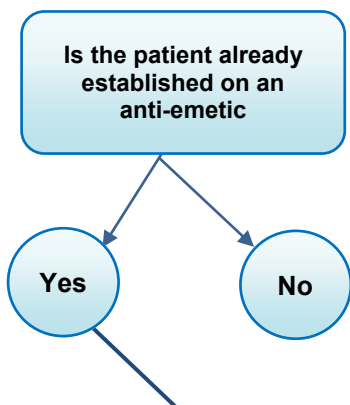 Is the patient already
established on an
anti-emetic
Yes
No